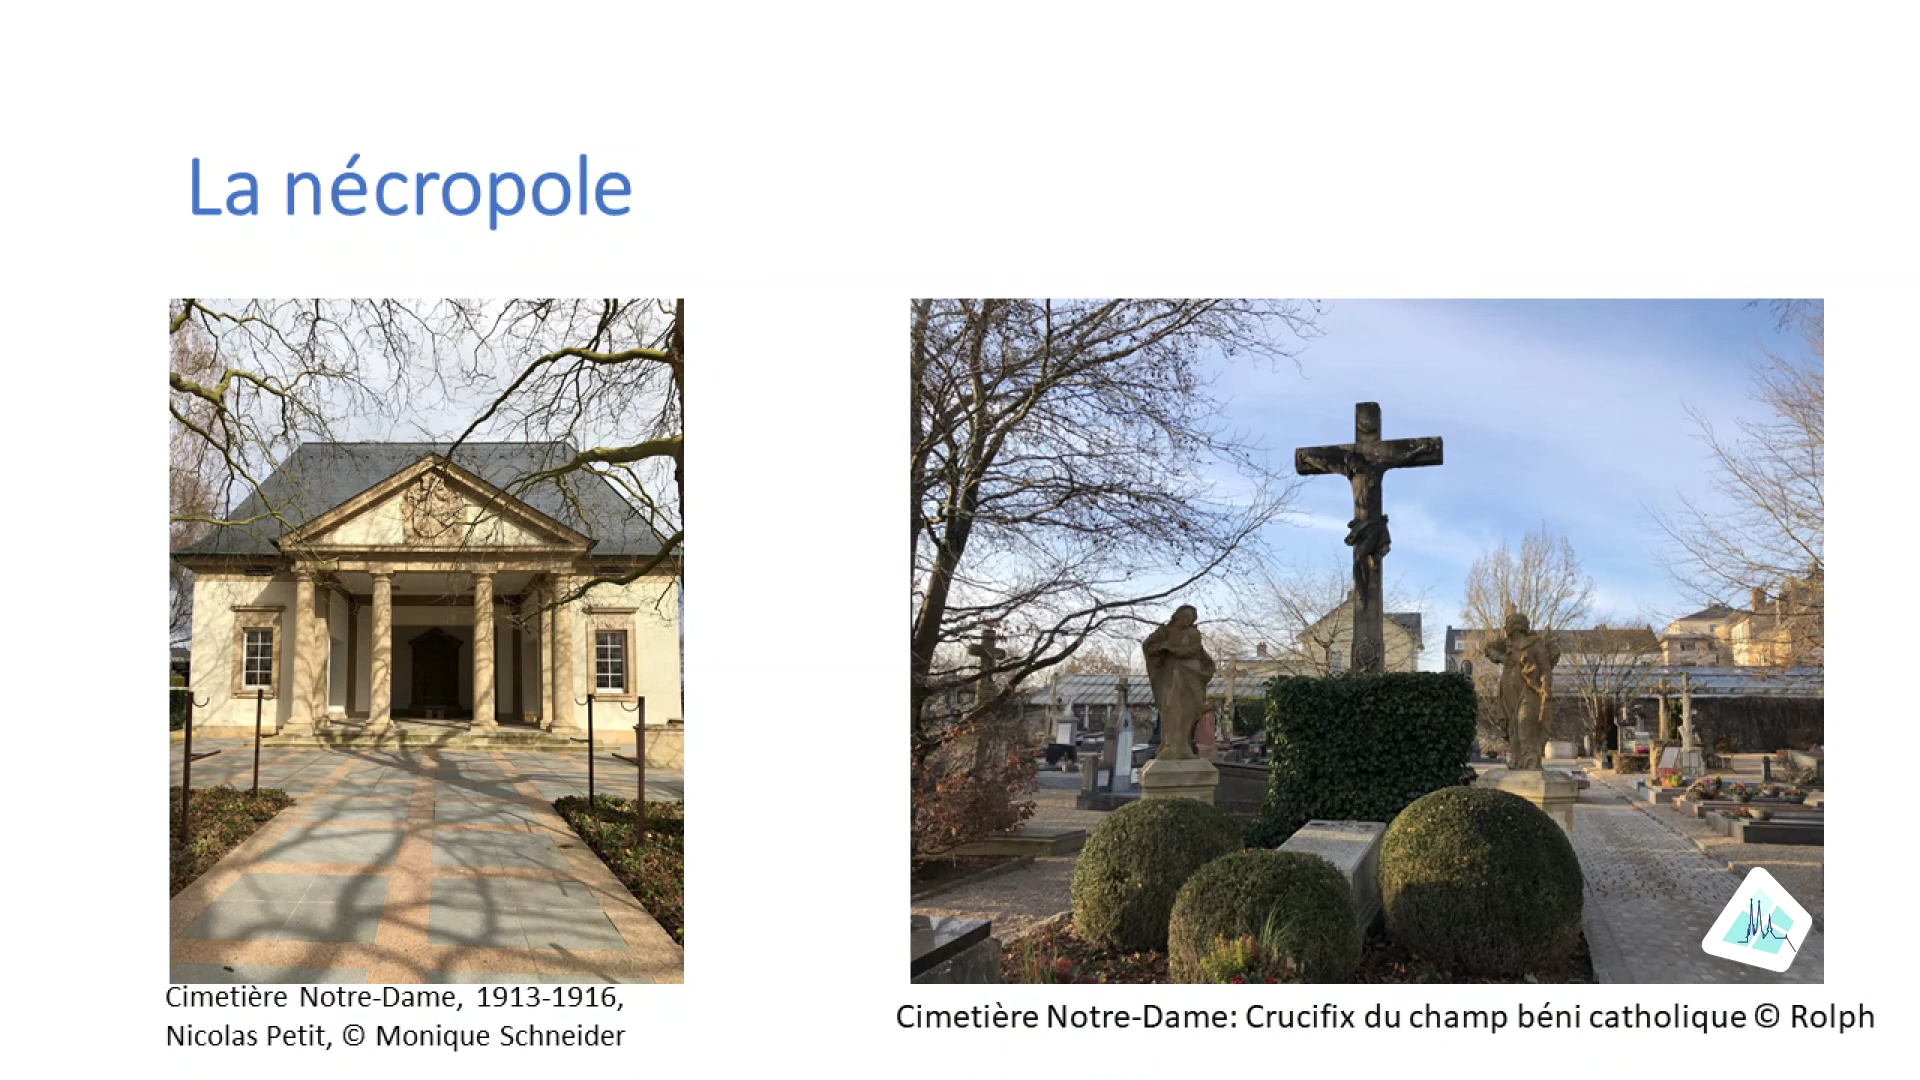 La nécropole
Cimetière Notre-Dame, 1913-1916,
Nicolas Petit, © Monique Schneider
Cimetière Notre-Dame: Crucifix du champ béni catholique © Rolph